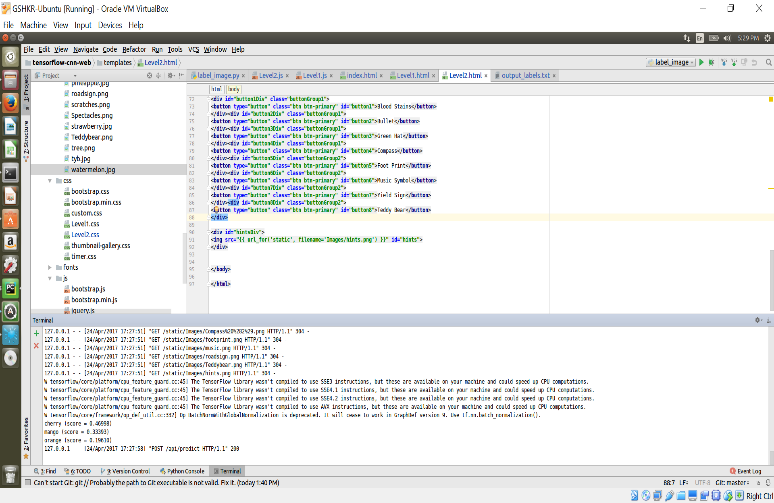 GSHKR-Ubuntu [Running] - Oracle VM VirtualBox
File Machine View Input Devices Help
En
5:29 PM
File Edit View Navigate Code Refactor Run Tools VCS Window Help
tensorflow-cnn-web templates Level2.html
label_image
Project
label_image.py × Level2.js × Level1.js × index.html × Level1.html × Level2.html × output_labels.txt ×
html body
roadsign.png
scratches.png
Spectacles.png
strawberry.jpg
Teddybear.png
tree.png
tyb.jpg
watermelon.jpg
css
bootstrap.css
bootstrap.min.css
custom.css
Level1.css
Level2.css
thumbnail-gallery.css
timer.css
fonts
js
bootstrap.js
bootstrap.min.js
jquery.js
1: Project
7: Structure
2: Favorites
<div id="button1Div" class="buttonGroup1">
<button type="button" class="btn btn-primary" id="button1">Blood Stains</button>
</div><div id="button2Div" class="buttonGroup1">
<button type="button" class="btn btn-primary" id="button2">Bullet</button>
</div><div id="button3Div" class="buttonGroup1">
<button type="button" class="btn btn-primary" id="button3">Green Hat</button>
</div><div id="button4Div" class="buttonGroup1">
<button type="button" class="btn btn-primary" id="button4">Compass</button>
</div><div id="button5Div" class="buttonGroup2">
<button type="button" class="btn btn-primary" id="button5">Foot Print</button>
</div><div id="button6Div" class="buttonGroup2">
<button type="button" class="btn btn-primary" id="button6">Music Symbol</button>
</div><div id="button7Div" class="buttonGroup2">
<button type="button" class="btn btn-primary" id="button7">Yield Sign</button>
</div><div id="button8Div" class="buttonGroup2">
<button type="button" class="btn btn-primary" id="button8">Teddy Bear</button>
</div>
<div id="hintsDiv">
<img src="{{ url_for('static', filename='Images/hints.png') }}" id="hints">
</div>
</body>
</html>
Terminal
127.0.0.1 - - [24/Apr/2017 17:27:51] "GET /static/Images/Compass%20%282%29.png HTTP/1.1" 304 -
127.0.0.1 - - [24/Apr/2017 17:27:51] "GET /static/Images/footprint.png HTTP/1.1" 304 -
127.0.0.1 - - [24/Apr/2017 17:27:51] "GET /static/Images/music.png HTTP/1.1" 304 -
127.0.0.1 - - [24/Apr/2017 17:27:51] "GET /static/Images/roadsign.png HTTP/1.1" 304 -
127.0.0.1 - - [24/Apr/2017 17:27:51] "GET /static/Images/Teddybear.png HTTP/1.1" 304 -
127.0.0.1 - - [24/Apr/2017 17:27:51] "GET /static/Images/hints.png HTTP/1.1" 304 -
W tensorflow/core/platform/cpu_feature_guard.cc:45] The TensorFlow library wasn't compiled to use SSE3 instructions, but these are available on your machine and could speed up CPU computations.
W tensorflow/core/platform/cpu_feature_guard.cc:45] The TensorFlow library wasn't compiled to use SSE4.1 instructions, but these are available on your machine and could speed up CPU computations.
W tensorflow/core/platform/cpu_feature_guard.cc:45] The TensorFlow library wasn't compiled to use SSE4.2 instructions, but these are available on your machine and could speed up CPU computations.
W tensorflow/core/platform/cpu_feature_guard.cc:45] The TensorFlow library wasn't compiled to use AVX instructions, but these are available on your machine and could speed up CPU computations.
W tensorflow/core/framework/op_def_util.cc:332] Op BatchNormWithGlobalNormalization is deprecated. It will cease to work in GraphDef version 9. Use tf.nn.batch_normalization().
cherry (score = 0.46998)
mango (score = 0.33393)
orange (score = 0.19610)
127.0.0.1 - - [24/Apr/2017 17:27:58] "POST /api/predict HTTP/1.1" 200 -
3: Find 6: TODO 9: Version Control Python Console Terminal Event Log
Can't start Git: git // Probably the path to Git executable is not valid. Fix it. (today 1:40 PM)
88:7 LF÷ UTF-8 Git: master÷
Right Ctrl